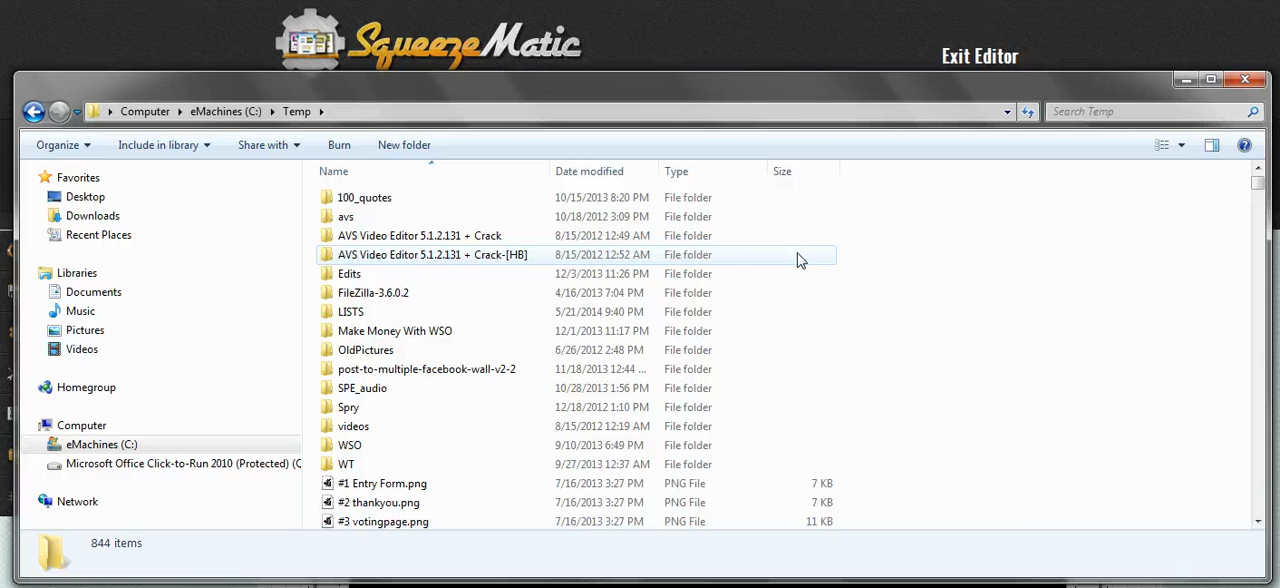 SqueezeMatic
Exit Editor
Computer eMachines (C:) Temp Search Temp
Organize Include in library Share with Burn New folder
Name Date modified Type Size
Favorites
Desktop
Downloads
Recent Places
Libraries
Documents
Music
Pictures
Videos
Homegroup
Computer
eMachines (C:)
Microsoft Office Click-to-Run 2010 (Protected) (Q
Network
100_quotes 10/15/2013 8:20 PM File folder
avs 10/18/2012 3:09 PM File folder
AVS Video Editor 5.1.2.131 + Crack 8/15/2012 12:49 AM File folder
AVS Video Editor 5.1.2.131 + Crack-[HB] 8/15/2012 12:52 AM File folder
Edits 12/3/2013 11:26 PM File folder
FileZilla-3.6.0.2 4/16/2013 7:04 PM File folder
LISTS 5/21/2014 9:40 PM File folder
Make Money With WSO 12/1/2013 11:17 PM File folder
OldPictures 6/26/2012 2:48 PM File folder
post-to-multiple-facebook-wall-v2-2 11/18/2013 12:44 ... File folder
SPE_audio 10/28/2013 1:56 PM File folder
Spry 12/18/2012 1:10 PM File folder
videos 8/15/2012 12:19 AM File folder
WSO 9/10/2013 6:49 PM File folder
WT 9/27/2013 12:37 AM File folder
#1 Entry Form.png 7/16/2013 3:27 PM PNG File 7 KB
#2 thankyou.png 7/16/2013 3:27 PM PNG File 7 KB
#3 votingpage.png 7/16/2013 3:27 PM PNG File 11 KB
844 items